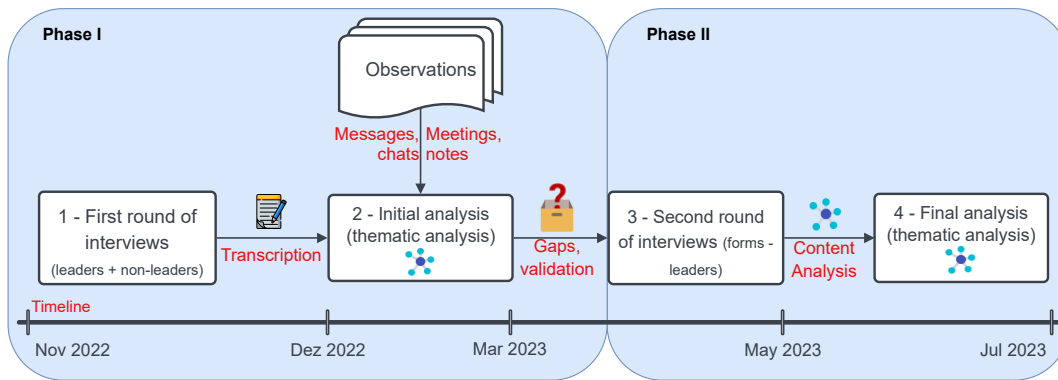 Phase I
Phase II
Observations
Messages, Meetings,
chats notes
1 - First round of
interviews
(leaders + non-leaders)
Transcription
2 - Initial analysis
(thematic analysis)
?
Gaps,
validation
3 - Second round
of interviews (forms -
leaders)
Content
Analysis
4 - Final analysis
(thematic analysis)
Timeline
Nov 2022
Dez 2022
Mar 2023
May 2023
Jul 2023